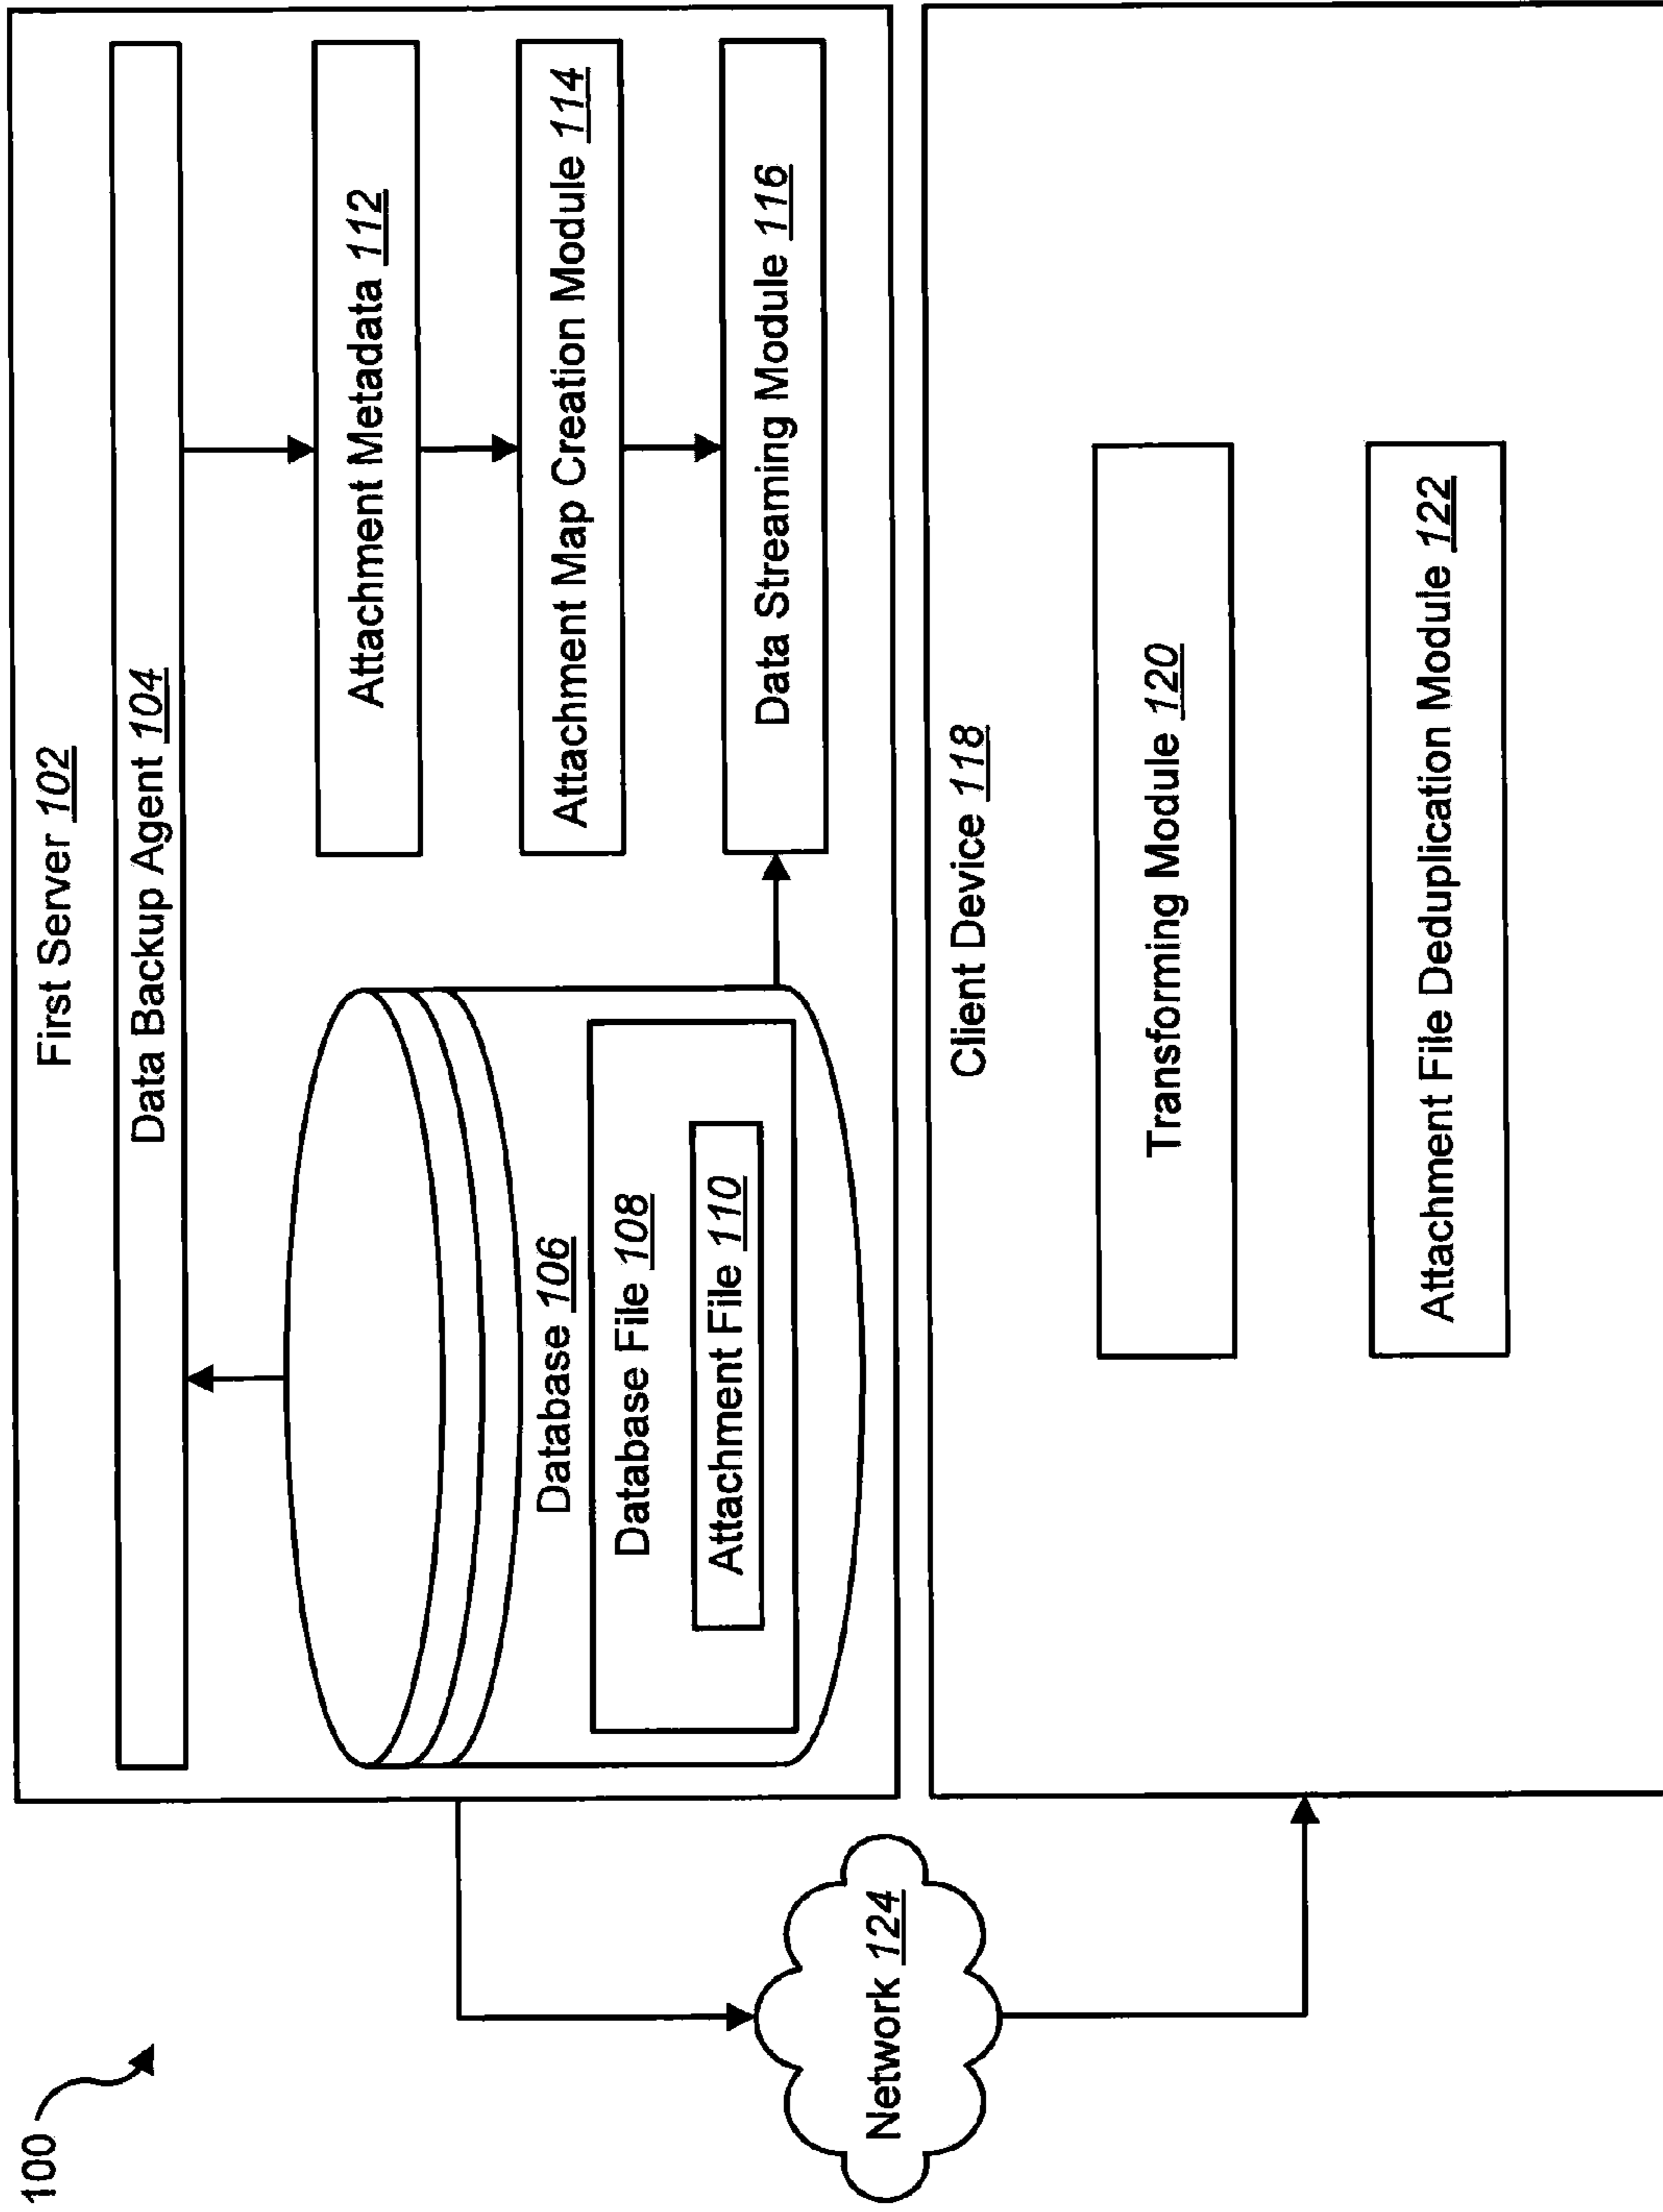 100
First Server 102
Data Backup Agent 104
Database 106
Database File 108
Attachment File 110
Attachment Metadata 112
Attachment Map Creation Module 114
Data Streaming Module 116
Network 124
Client Device 118
Transforming Module 120
Attachment File Deduplication Module 122